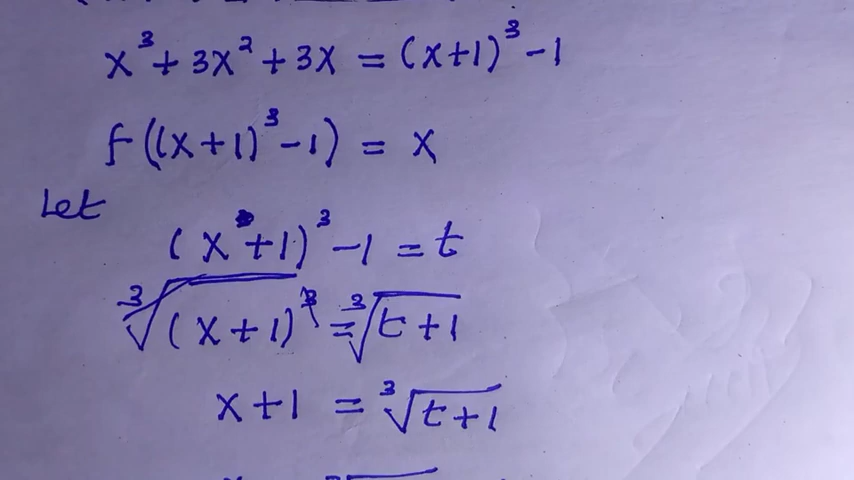 x³ + 3x² + 3x = (x+1)³ - 1
f((x+1)³ - 1) = x
Let
(x+1)³ - 1 = t
∛(x+1)³ = ∛t+1
x+1 = ∛t+1